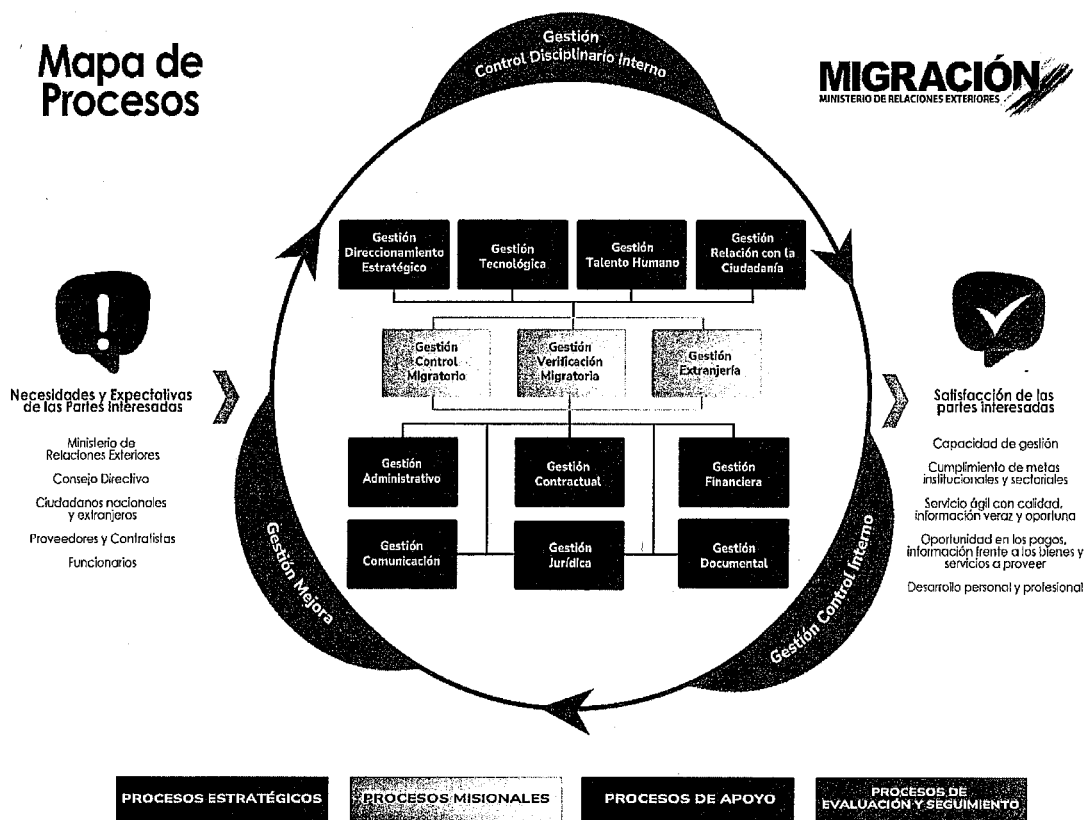 Mapa de
Procesos
MIGRACIÓN
MINISTERIO DE RELACIONES EXTERIORES
Gestión
Control Disciplinario Interno
Gestión
Direccionamiento
Estratégico
Gestión
Tecnológica
Gestión
Talento Humano
Gestión
Relación con la
Ciudadanía
Gestión
Control
Migratorio
Gestión
Verificación
Migratoria
Gestión
Extranjería
Gestión
Administrativo
Gestión
Contractual
Gestión
Financiera
Gestión
Comunicación
Gestión
Jurídica
Gestión
Documental
Gestión Mejora
Gestión Control Interno
Necesidades y Expectativas
de las Partes Interesadas
Ministerio de
Relaciones Exteriores
Consejo Directivo
Ciudadanos nacionales
y extranjeros
Proveedores y Contratistas
Funcionarios
Satisfacción de las
partes interesadas
Capacidad de gestión
Cumplimiento de metas
institucionales y sectoriales
Servicio ágil con calidad,
información veraz y oportuna
Oportunidad en los pagos,
información frente a los bienes y
servicios a proveer
Desarrollo personal y profesional
PROCESOS ESTRATÉGICOS
PROCESOS MISIONALES
PROCESOS DE APOYO
PROCESOS DE
EVALUACIÓN Y SEGUIMIENTO